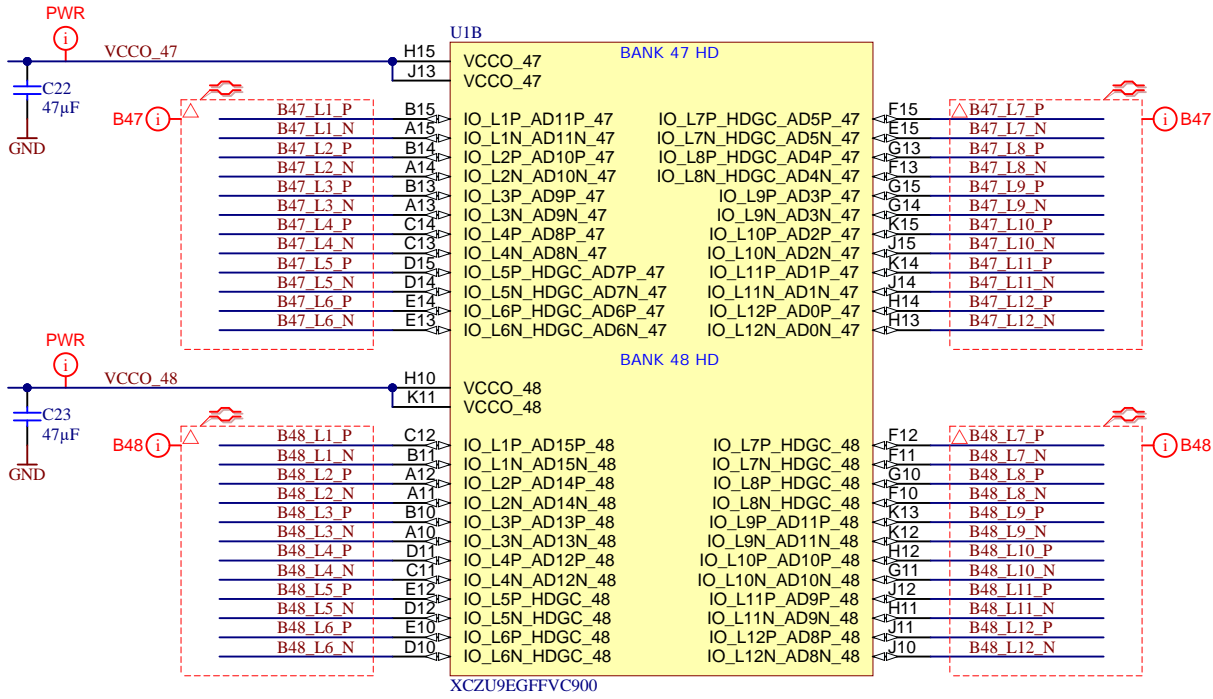 PWR
i
VCCO_47
C22
47µF
GND
U1B
BANK 47 HD
H15 VCCO_47
J13 VCCO_47
B47 i
B47_L1_P B15 IO_L1P_AD11P_47
B47_L1_N A15 IO_L1N_AD11N_47
B47_L2_P B14 IO_L2P_AD10P_47
B47_L2_N A14 IO_L2N_AD10N_47
B47_L3_P B13 IO_L3P_AD9P_47
B47_L3_N A13 IO_L3N_AD9N_47
B47_L4_P C14 IO_L4P_AD8P_47
B47_L4_N C13 IO_L4N_AD8N_47
B47_L5_P D15 IO_L5P_HDGC_AD7P_47
B47_L5_N D14 IO_L5N_HDGC_AD7N_47
B47_L6_P E14 IO_L6P_HDGC_AD6P_47
B47_L6_N E13 IO_L6N_HDGC_AD6N_47
IO_L7P_HDGC_AD5P_47 F15 B47_L7_P
IO_L7N_HDGC_AD5N_47 E15 B47_L7_N
IO_L8P_HDGC_AD4P_47 G13 B47_L8_P
IO_L8N_HDGC_AD4N_47 F13 B47_L8_N
IO_L9P_AD3P_47 G15 B47_L9_P
IO_L9N_AD3N_47 G14 B47_L9_N
IO_L10P_AD2P_47 K15 B47_L10_P
IO_L10N_AD2N_47 J15 B47_L10_N
IO_L11P_AD1P_47 K14 B47_L11_P
IO_L11N_AD1N_47 J14 B47_L11_N
IO_L12P_AD0P_47 H14 B47_L12_P
IO_L12N_AD0N_47 H13 B47_L12_N
i B47
PWR
i
VCCO_48
C23
47µF
GND
BANK 48 HD
H10 VCCO_48
K11 VCCO_48
B48 i
B48_L1_P C12 IO_L1P_AD15P_48
B48_L1_N B11 IO_L1N_AD15N_48
B48_L2_P A12 IO_L2P_AD14P_48
B48_L2_N A11 IO_L2N_AD14N_48
B48_L3_P B10 IO_L3P_AD13P_48
B48_L3_N A10 IO_L3N_AD13N_48
B48_L4_P D11 IO_L4P_AD12P_48
B48_L4_N C11 IO_L4N_AD12N_48
B48_L5_P E12 IO_L5P_HDGC_48
B48_L5_N D12 IO_L5N_HDGC_48
B48_L6_P E10 IO_L6P_HDGC_48
B48_L6_N D10 IO_L6N_HDGC_48
IO_L7P_HDGC_48 F12 B48_L7_P
IO_L7N_HDGC_48 F11 B48_L7_N
IO_L8P_HDGC_48 G10 B48_L8_P
IO_L8N_HDGC_48 F10 B48_L8_N
IO_L9P_AD11P_48 K13 B48_L9_P
IO_L9N_AD11N_48 K12 B48_L9_N
IO_L10P_AD10P_48 H12 B48_L10_P
IO_L10N_AD10N_48 G11 B48_L10_N
IO_L11P_AD9P_48 J12 B48_L11_P
IO_L11N_AD9N_48 H11 B48_L11_N
IO_L12P_AD8P_48 J11 B48_L12_P
IO_L12N_AD8N_48 J10 B48_L12_N
i B48
XCZU9EGFFVC900